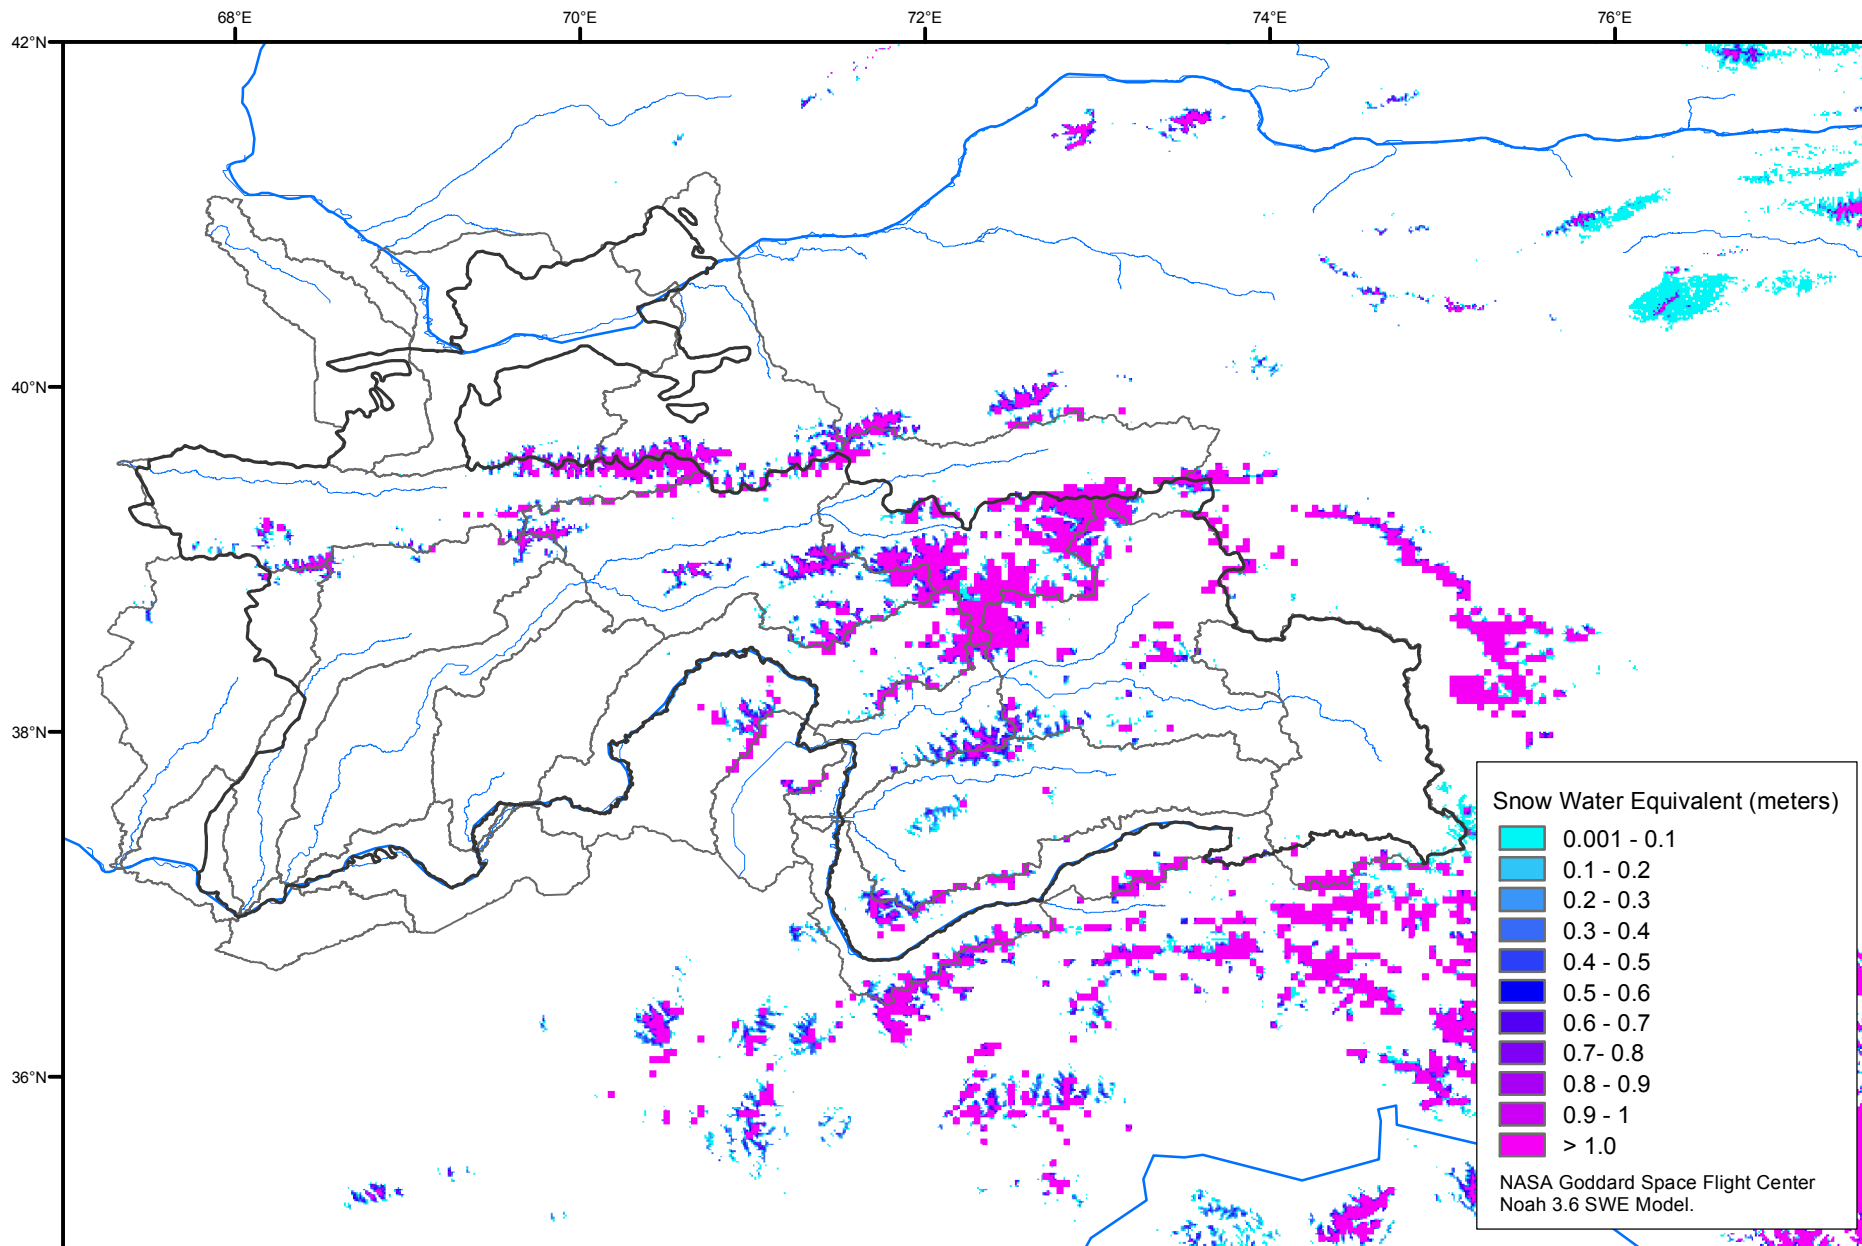 68°E 70°E 72°E 74°E 76°E
42°N
40°N
38°N
36°N
Snow Water Equivalent (meters)
0.001 - 0.1
0.1 - 0.2
0.2 - 0.3
0.3 - 0.4
0.4 - 0.5
0.5 - 0.6
0.6 - 0.7
0.7- 0.8
0.8 - 0.9
0.9 - 1
> 1.0
NASA Goddard Space Flight Center
Noah 3.6 SWE Model.